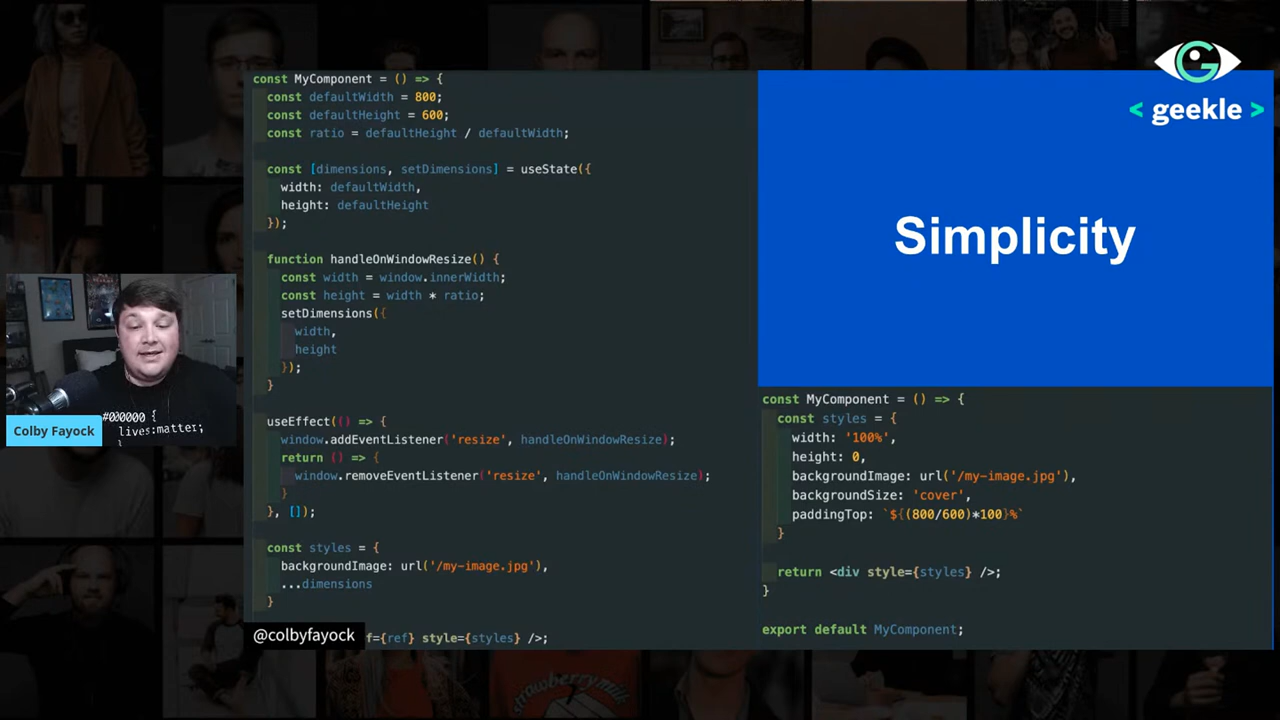 const MyComponent = () => {
const defaultWidth = 800;
const defaultHeight = 600;
const ratio = defaultHeight / defaultWidth;
const [dimensions, setDimensions] = useState({
width: defaultWidth,
height: defaultHeight
});
function handleOnWindowResize() {
const width = window.innerWidth;
const height = width * ratio;
setDimensions({
width,
height
});
}
useEffect(() => {
window.addEventListener('resize', handleOnWindowResize);
return () => {
window.removeEventListener('resize', handleOnWindowResize);
}
}, []);
const styles = {
backgroundImage: url('/my-image.jpg'),
...dimensions
}
f={ref} style={styles} />;
@colbyfayock
Simplicity
const MyComponent = () => {
const styles = {
width: '100%',
height: 0,
backgroundImage: url('/my-image.jpg'),
backgroundSize: 'cover',
paddingTop: `${(800/600)*100}%`
}
return <div style={styles} />;
}
export default MyComponent;
< geekle >
#000000 {
lives:matter;
}
Colby Fayock
strawberrymilk